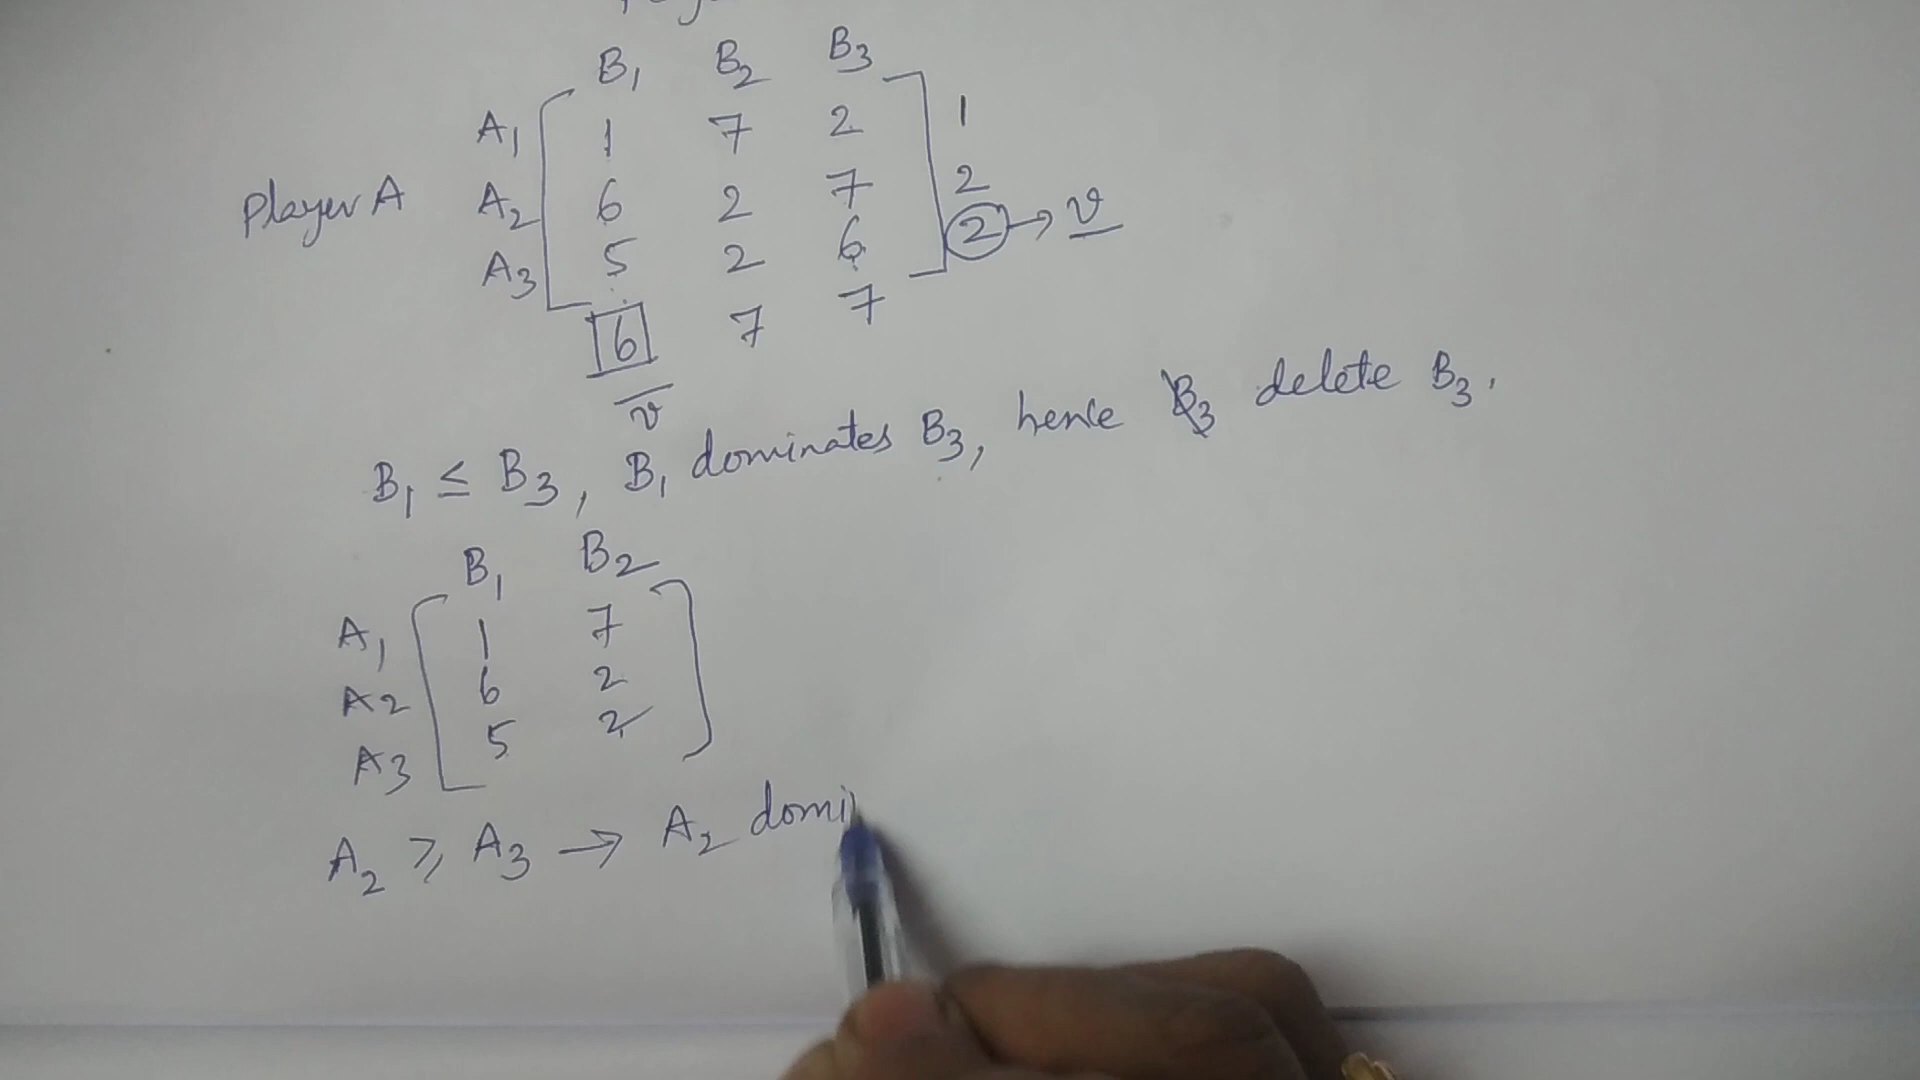 B₁ B₂ B₃
A₁ 1 7 2 1
Player A A₂ 6 2 7 2
A₃ 5 2 6 2 → v
6 7 7
v
B₁ ≤ B₃, B₁ dominates B₃, hence delete B₃.
B₁ B₂
A₁ 1 7
A₂ 6 2
A₃ 5 2
A₂ ≥ A₃ → A₂ domi